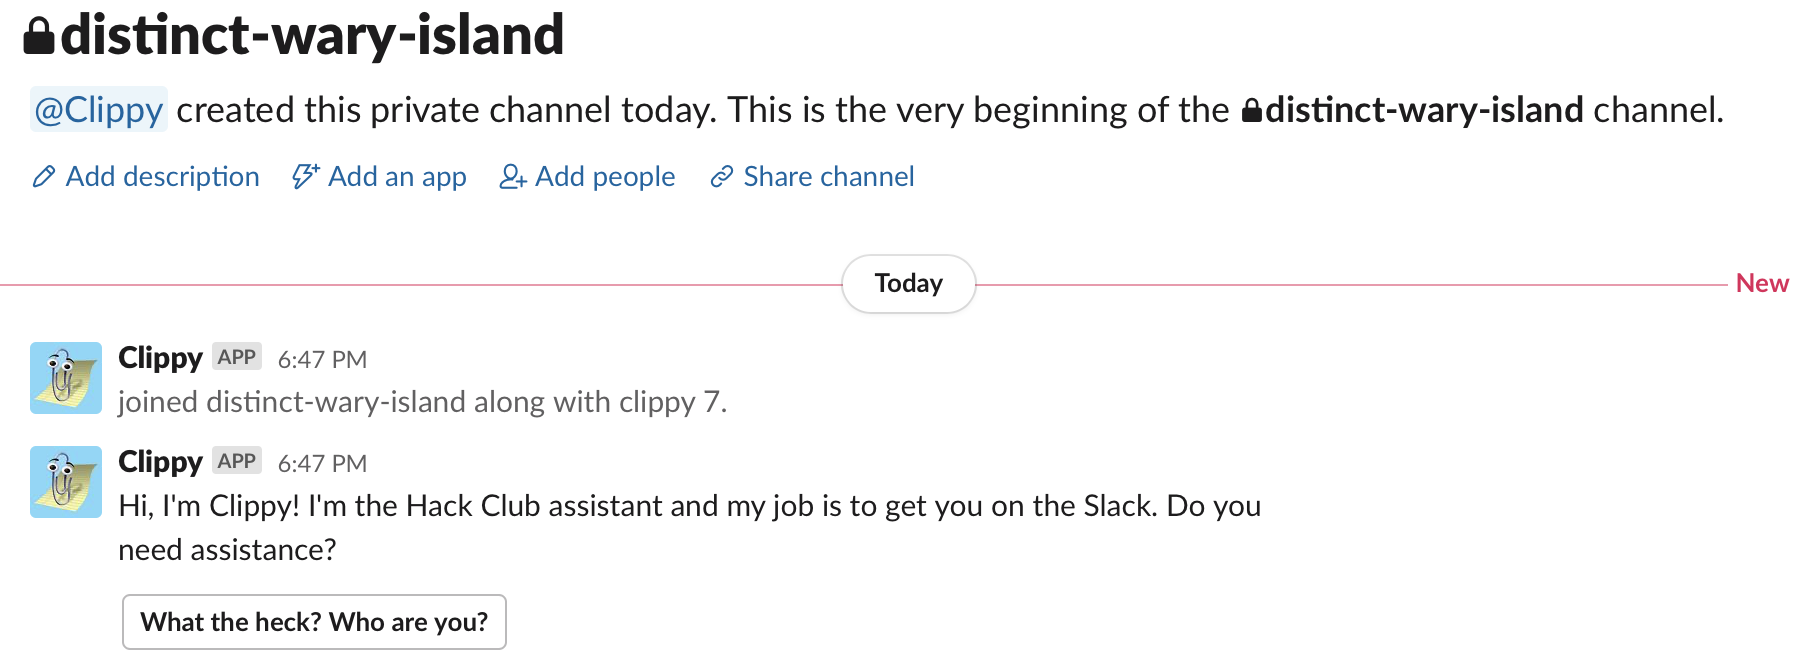 distinct-wary-island
@Clippy created this private channel today. This is the very beginning of the distinct-wary-island channel.
Add description Add an app Add people Share channel
Today New
Clippy APP 6:47 PM
joined distinct-wary-island along with clippy 7.
Clippy APP 6:47 PM
Hi, I'm Clippy! I'm the Hack Club assistant and my job is to get you on the Slack. Do you
need assistance?
What the heck? Who are you?